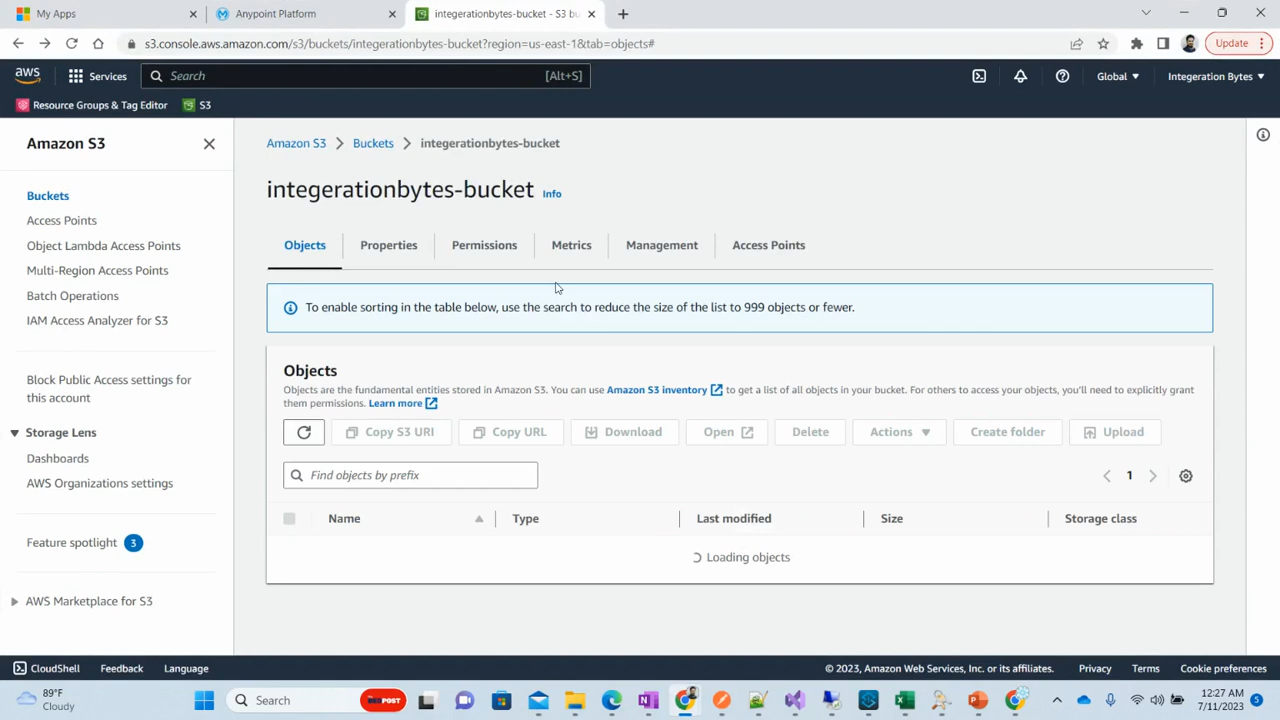 My Apps
Anypoint Platform
integerationbytes-bucket - S3 bu
s3.console.aws.amazon.com/s3/buckets/integerationbytes-bucket?region=us-east-1&tab=objects#
Update
aws
Services
Search
[Alt+S]
Global
Integeration Bytes
Resource Groups & Tag Editor
S3
Amazon S3
Buckets
Access Points
Object Lambda Access Points
Multi-Region Access Points
Batch Operations
IAM Access Analyzer for S3
Block Public Access settings for
this account
Storage Lens
Dashboards
AWS Organizations settings
Feature spotlight 3
AWS Marketplace for S3
Amazon S3 > Buckets > integerationbytes-bucket
integerationbytes-bucket Info
Objects
Properties
Permissions
Metrics
Management
Access Points
To enable sorting in the table below, use the search to reduce the size of the list to 999 objects or fewer.
Objects
Objects are the fundamental entities stored in Amazon S3. You can use Amazon S3 inventory to get a list of all objects in your bucket. For others to access your objects, you'll need to explicitly grant
them permissions. Learn more
Copy S3 URI
Copy URL
Download
Open
Delete
Actions
Create folder
Upload
Find objects by prefix
1
Name
Type
Last modified
Size
Storage class
Loading objects
CloudShell
Feedback
Language
© 2023, Amazon Web Services, Inc. or its affiliates.
Privacy
Terms
Cookie preferences
89°F
Cloudy
Search
12:27 AM
7/11/2023
5